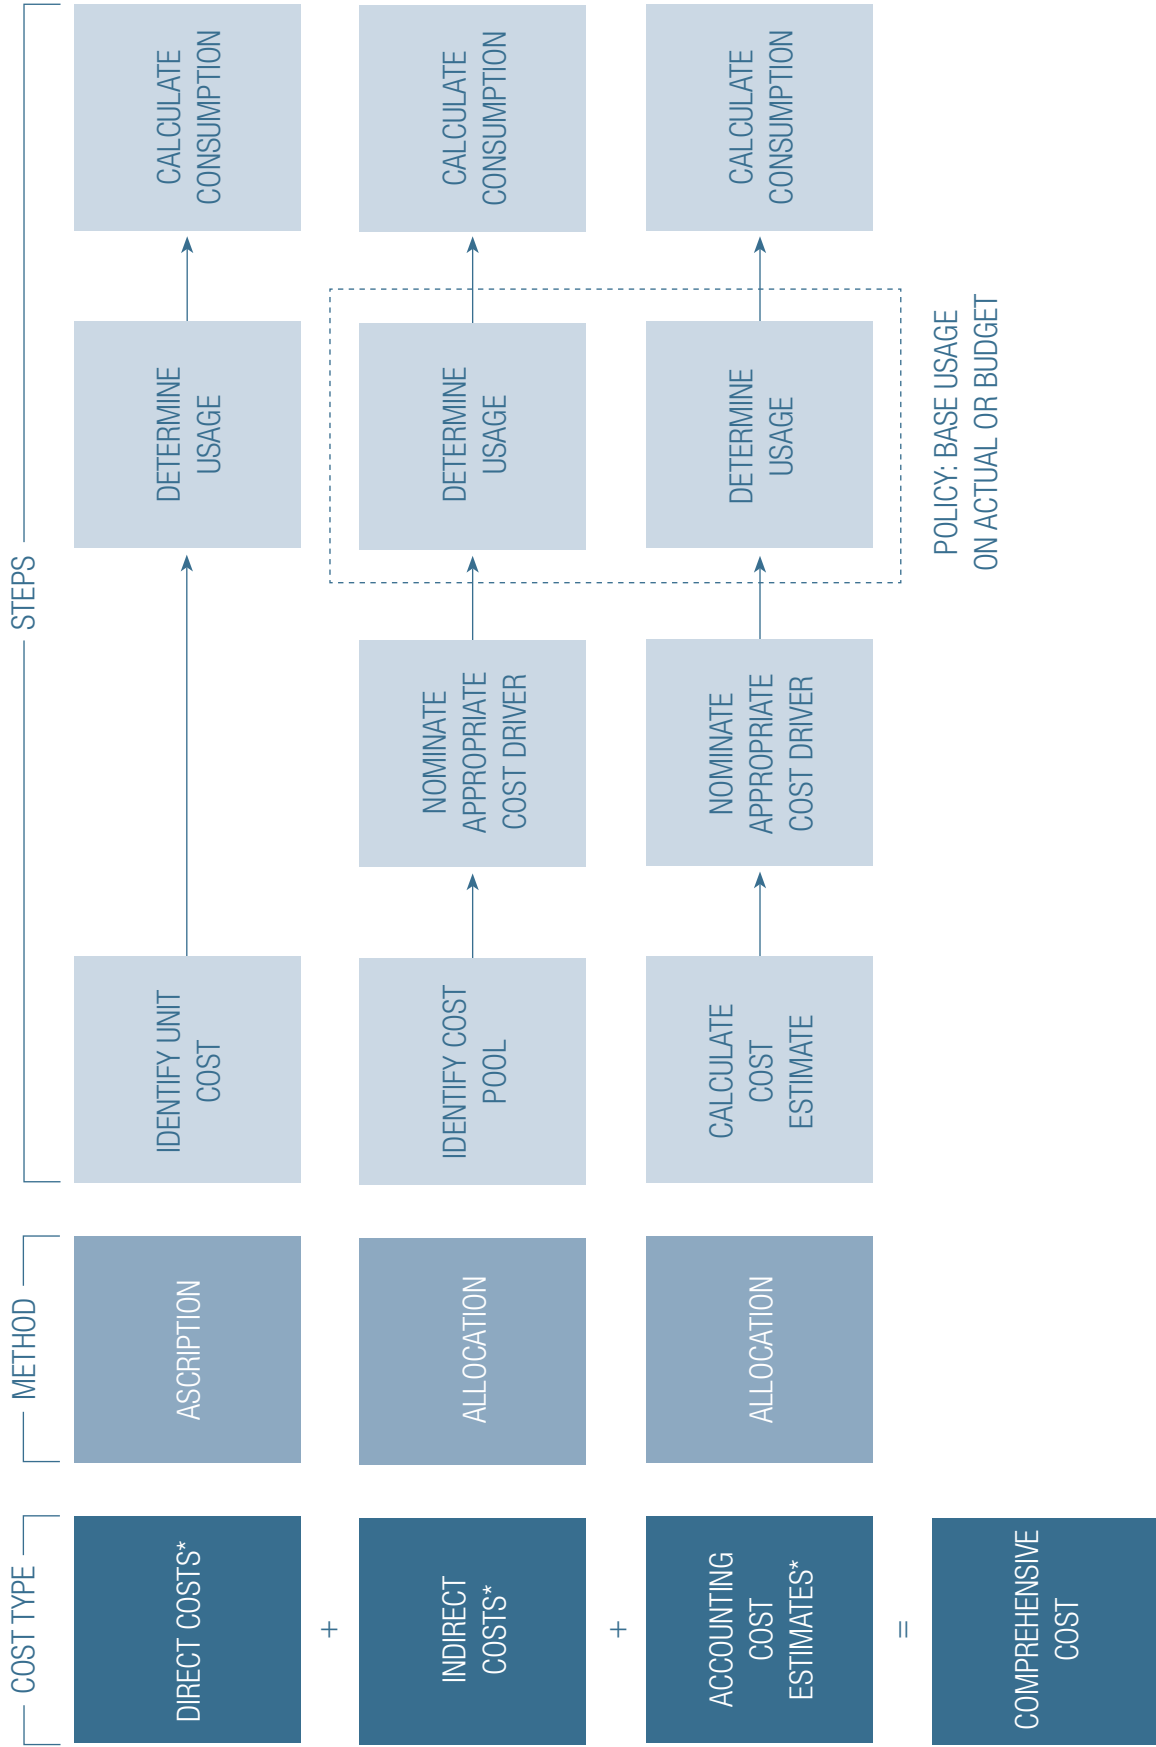 COST TYPE
METHOD
STEPS
DIRECT COSTS*
ASCRIPTION
IDENTIFY UNIT
COST
DETERMINE
USAGE
CALCULATE
CONSUMPTION
+
INDIRECT
COSTS*
ALLOCATION
IDENTIFY COST
POOL
NOMINATE
APPROPRIATE
COST DRIVER
DETERMINE
USAGE
CALCULATE
CONSUMPTION
+
ACCOUNTING
COST
ESTIMATES*
ALLOCATION
CALCULATE
COST
ESTIMATE
NOMINATE
APPROPRIATE
COST DRIVER
DETERMINE
USAGE
CALCULATE
CONSUMPTION
=
COMPREHENSIVE
COST
POLICY: BASE USAGE
ON ACTUAL OR BUDGET